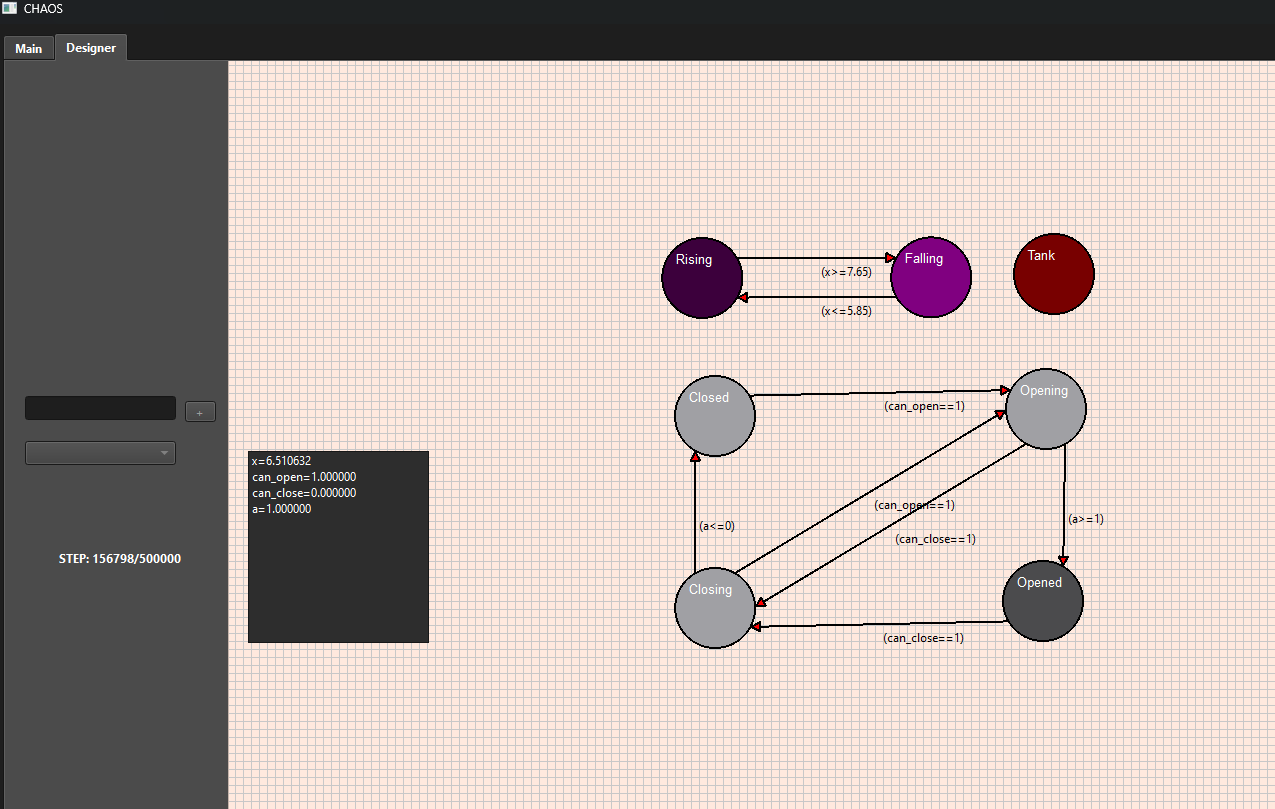 CHAOS
Main
Designer
Rising
Falling
Tank
(x>=7.65)
(x<=5.85)
Closed
Opening
(can_open==1)
+
x=6.510632
can_open=1.000000
can_close=0.000000
a=1.000000
(can_open==1)
(a<=0)
(a>=1)
(can_close==1)
STEP: 156798/500000
Closing
Opened
(can_close==1)